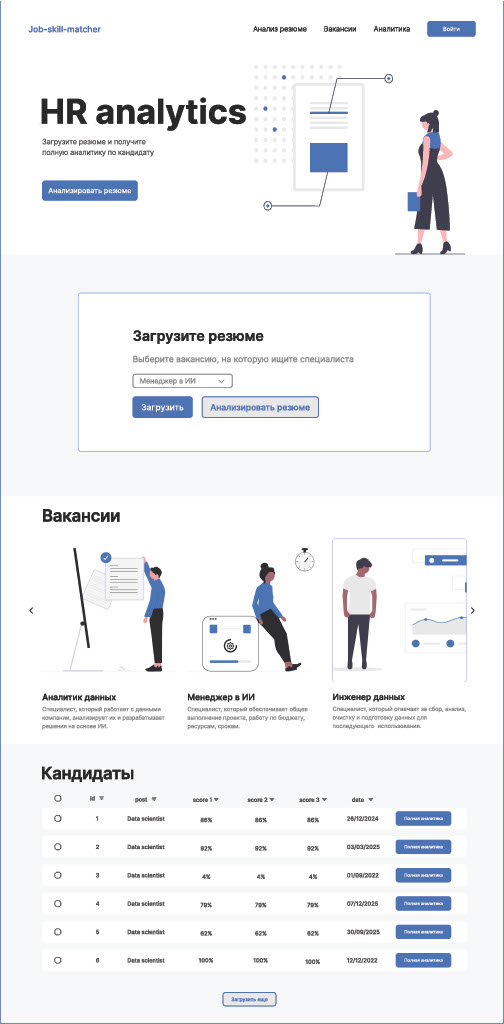 Job-skill-matcher
Анализ резюме
Вакансии
Аналитика
Войти
HR analytics
Загрузите резюме и получите
полную аналитику по кандидату
Анализировать резюме
Загрузите резюме
Выберите вакансию, на которую ищите специалиста
Менеджер в ИИ
Загрузить
Анализировать резюме
Вакансии
Аналитик данных
Специалист, который работает с данными
компании, анализирует их и разрабатывает
решения на основе ИИ.
Менеджер в ИИ
Специалист, который обеспечивает общее
выполнение проекта, работу по бюджету,
ресурсам, срокам.
Инженер данных
Специалист, который отвечает за сбор, анализ,
очистку и подготовку данных для
последующего использования.
Кандидаты
id post score 1 score 2 score 3 date
1 Data scientist 86% 86% 86% 26/12/2024 Полная аналитика
2 Data scientist 92% 92% 92% 03/03/2025 Полная аналитика
3 Data scientist 4% 4% 4% 01/09/2022 Полная аналитика
4 Data scientist 79% 79% 79% 07/12/2025 Полная аналитика
5 Data scientist 62% 62% 62% 30/09/2025 Полная аналитика
6 Data scientist 100% 100% 100% 12/12/2022 Полная аналитика
Загрузить еще